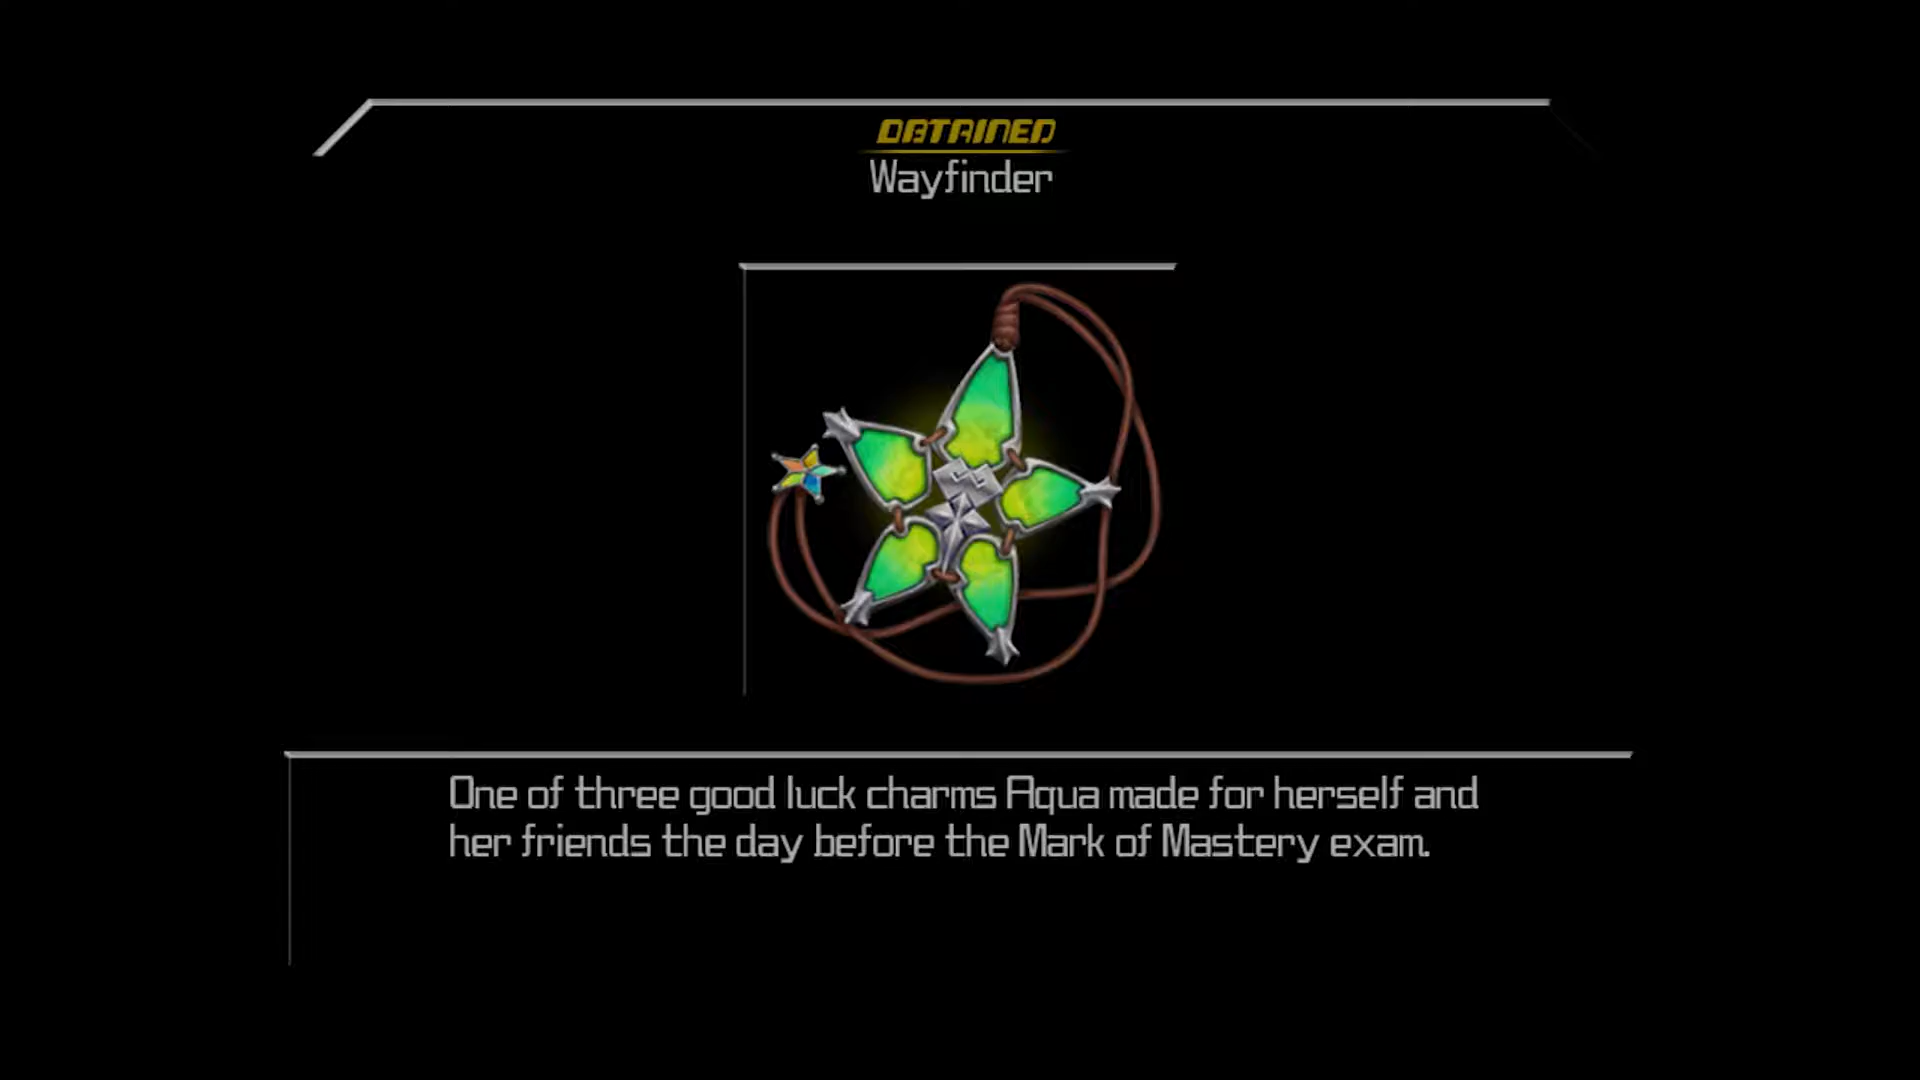 OBTAINED
Wayfinder
One of three good luck charms Aqua made for herself and
her friends the day before the Mark of Mastery exam.